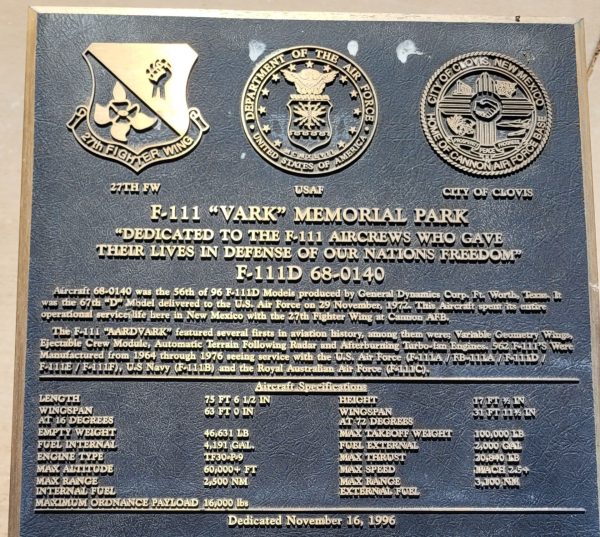 27TH FIGHTER WING
DEPARTMENT OF THE AIR FORCE
UNITED STATES OF AMERICA
CITY OF CLOVIS, NEW MEXICO
HOME OF CANNON AIR FORCE BASE
27TH FW USAF CITY OF CLOVIS
F-111 "VARK" MEMORIAL PARK
"DEDICATED TO THE F-111 AIRCREWS WHO GAVE
THEIR LIVES IN DEFENSE OF OUR NATIONS FREEDOM"
F-111D 68-0140
Aircraft 68-0140 was the 56th of 96 F-111D Models produced by General Dynamics Corp. Ft. Worth, Texas. It
was the 67th "D" Model delivered to the U.S. Air Force on 29 November, 1972. This Aircraft spent its entire
operational service life here in New Mexico with the 27th Fighter Wing at Cannon AFB.
The F-111 "AARDVARK" featured several firsts in aviation history, among them were Variable Geometry Wings,
Ejectable Crew Module, Automatic Terrain Following Radar and Afterburning Turbo-fan Engines. 562 F-111'S Were
Manufactured from 1964 through 1976 seeing service with the U.S. Air Force (F-111A / FB-111A / F-111D /
F-111E / F-111F), U.S Navy (F-111B) and the Royal Australian Air Force (F-111C).
Aircraft Specifications
LENGTH 75 FT 6 1/2 IN HEIGHT 17 FT ½ IN
WINGSPAN 63 FT 0 IN WINGSPAN 31 FT 11½ IN
AT 16 DEGREES AT 72 DEGREES
EMPTY WEIGHT 46,631 LB MAX TAKEOFF WEIGHT 100,000 LB
FUEL INTERNAL 4,191 GAL. FUEL EXTERNAL 2,000 GAL
ENGINE TYPE TF30-P-9 MAX THRUST 20,840 LB
MAX ALTITUDE 60,000+ FT MAX SPEED MACH 2.5+
MAX RANGE 2,500 NM MAX RANGE 3,300 NM
INTERNAL FUEL EXTERNAL FUEL
MAXIMUM ORDNANCE PAYLOAD 16,000 lbs
Dedicated November 16, 1996